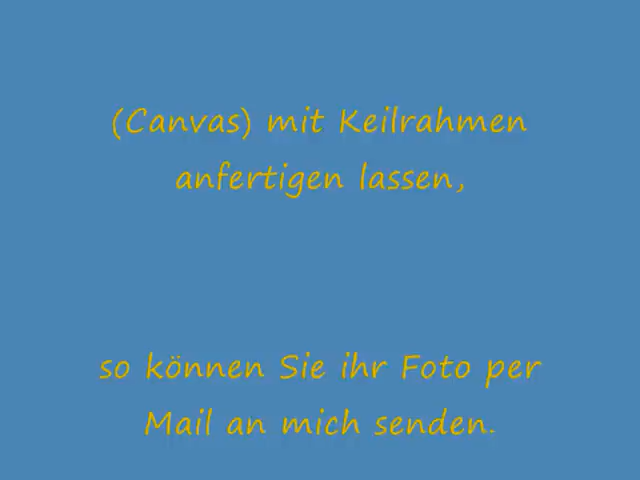 (Canvas) mit Keilrahmen
anfertigen lassen,
so können Sie ihr Foto per
Mail an mich senden.